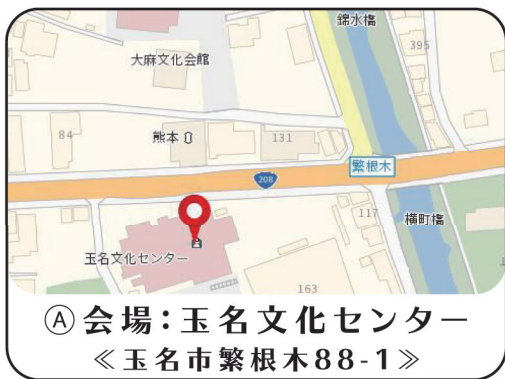 錦水橋
395
大麻文化会館
84
熊本
131
繁根木
208
117
横町橋
玉名文化センター
163
Ⓐ会場:玉名文化センター
≪玉名市繁根木88-1≫